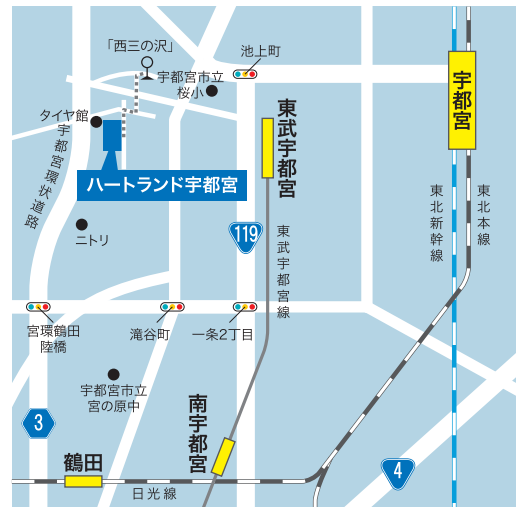 「西三の沢」
池上町
宇都宮市立
桜小
宇都宮
タイヤ館
東武宇都宮
ハートランド宇都宮
宇都宮環状道路
東北新幹線
東北本線
119
東武宇都宮線
ニトリ
宮環鶴田
陸橋
滝谷町
一条2丁目
宇都宮市立
宮の原中
3
南宇都宮
鶴田
日光線
4